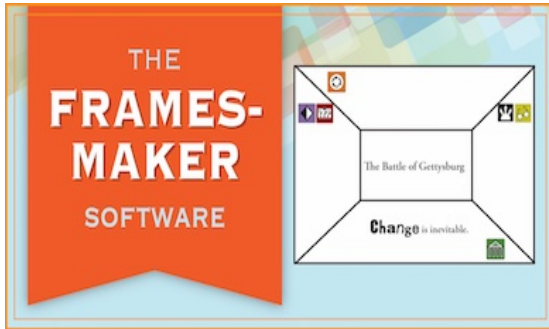 THE
FRAMES-
MAKER
SOFTWARE
The Battle of Gettysburg
Change is inevitable.